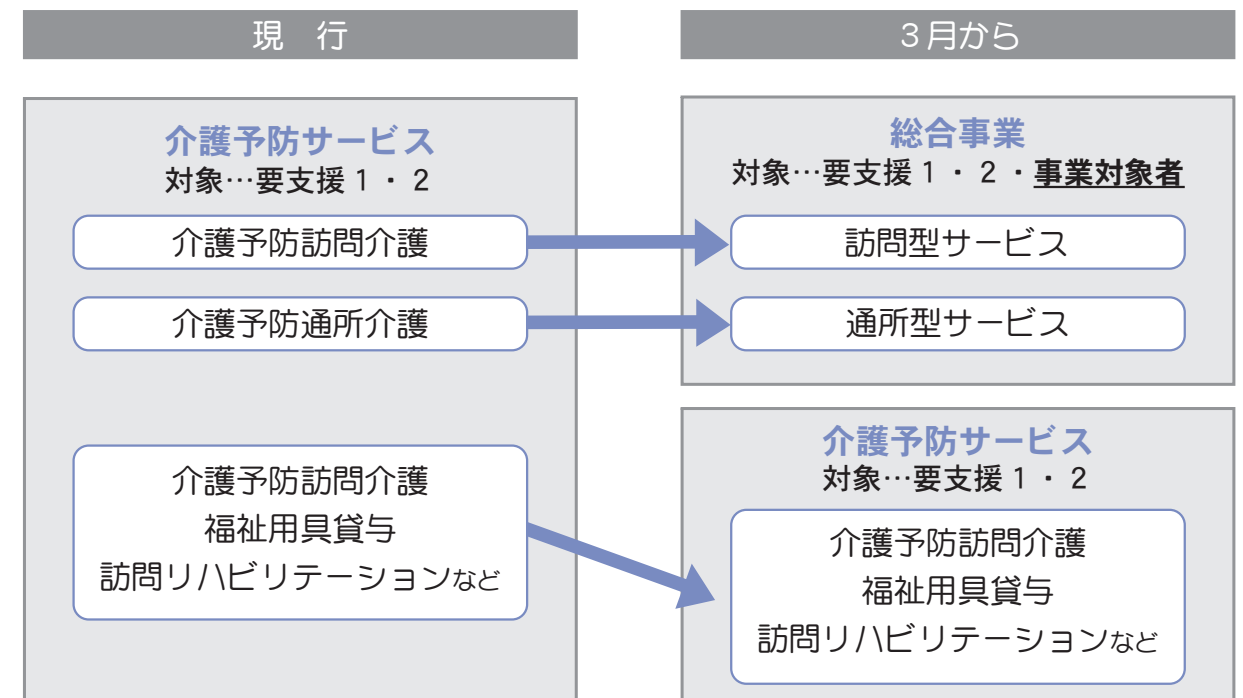 現 行
介護予防サービス
対象…要支援1・2
介護予防訪問介護
介護予防通所介護
介護予防訪問介護
福祉用具貸与
訪問リハビリテーションなど
3月から
総合事業
対象…要支援1・2・事業対象者
訪問型サービス
通所型サービス
介護予防サービス
対象…要支援1・2
介護予防訪問介護
福祉用具貸与
訪問リハビリテーションなど